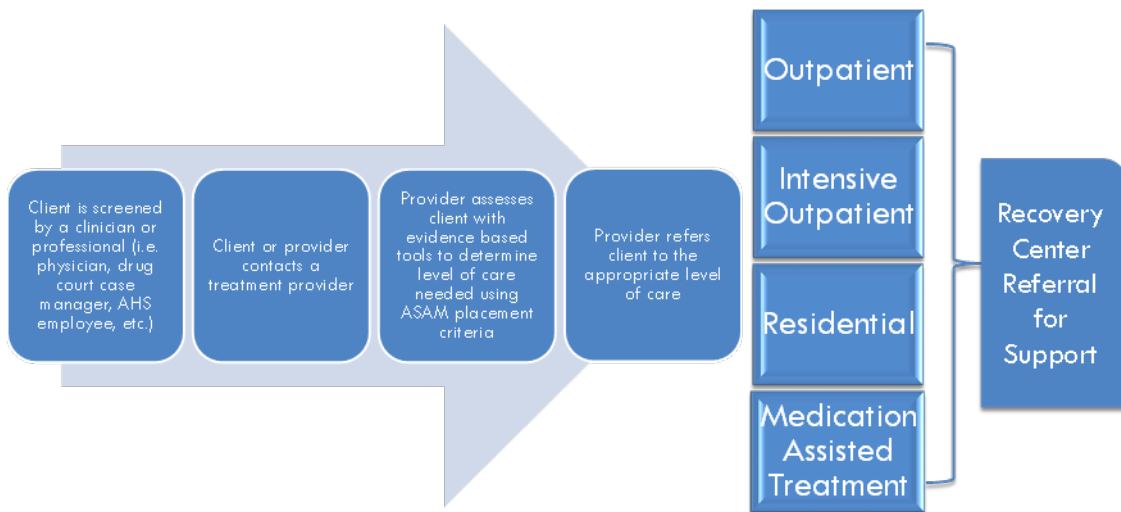 Client is screened
by a clinician or
professional (i.e.
physician, drug
court case
manager, AHS
employee, etc.)
Client or provider
contacts a
treatment provider
Provider assesses
client with
evidence based
tools to determine
level of care
needed using
ASAM placement
criteria
Provider refers
client to the
appropriate level
of care
Outpatient
Intensive
Outpatient
Residential
Medication
Assisted
Treatment
Recovery
Center
Referral
for
Support